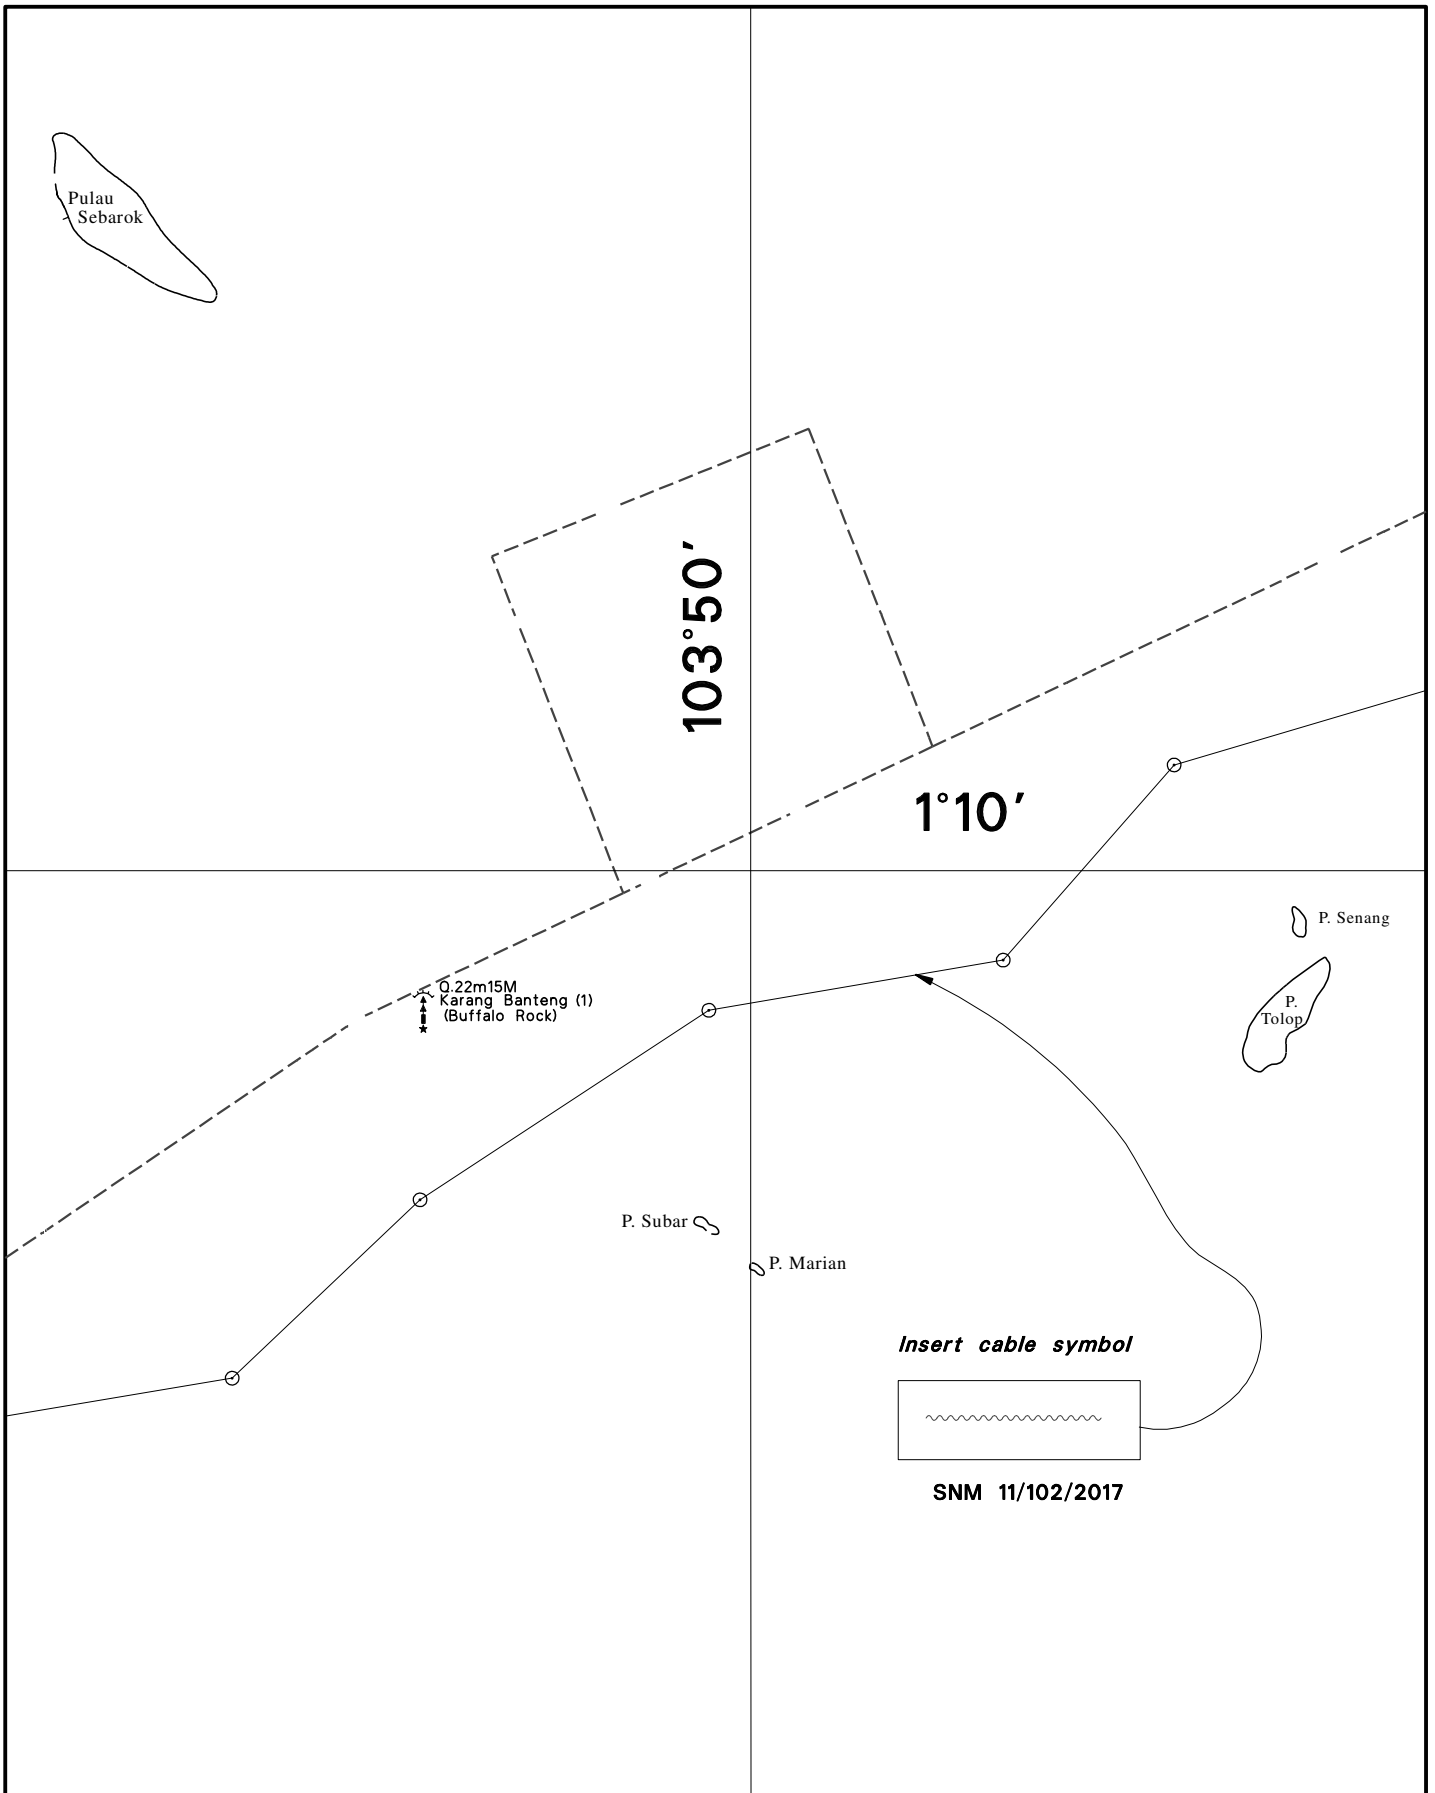 Pulau
Sebarok
103°50′
1°10′
P. Senang
Q.22m15M
Karang Banteng (1)
(Buffalo Rock)
P.
Tolop
P. Subar
P. Marian
Insert cable symbol
SNM 11/102/2017